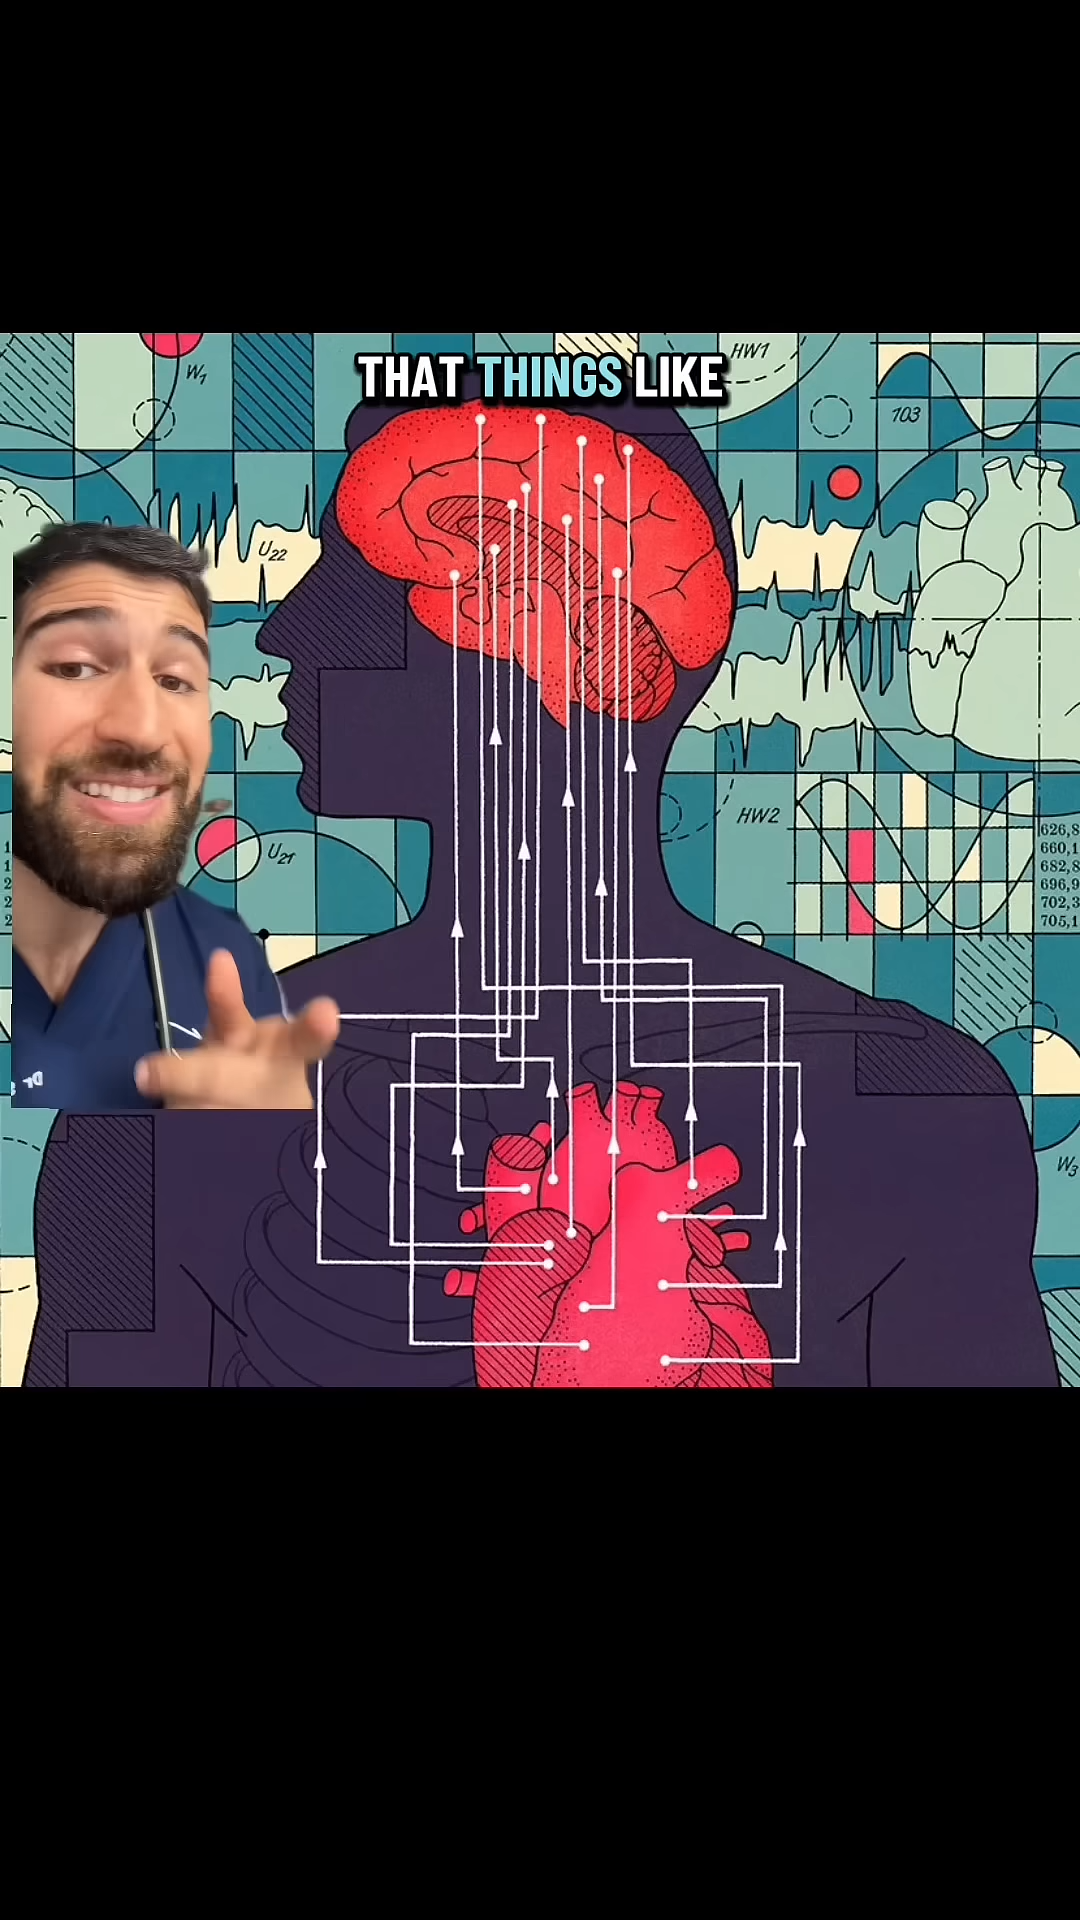 THAT THINGS LIKE
HW1
W1
103
U22
HW2
626,8
660,1
682,8
696,9
702,3
705,1
U21
Dr
W3